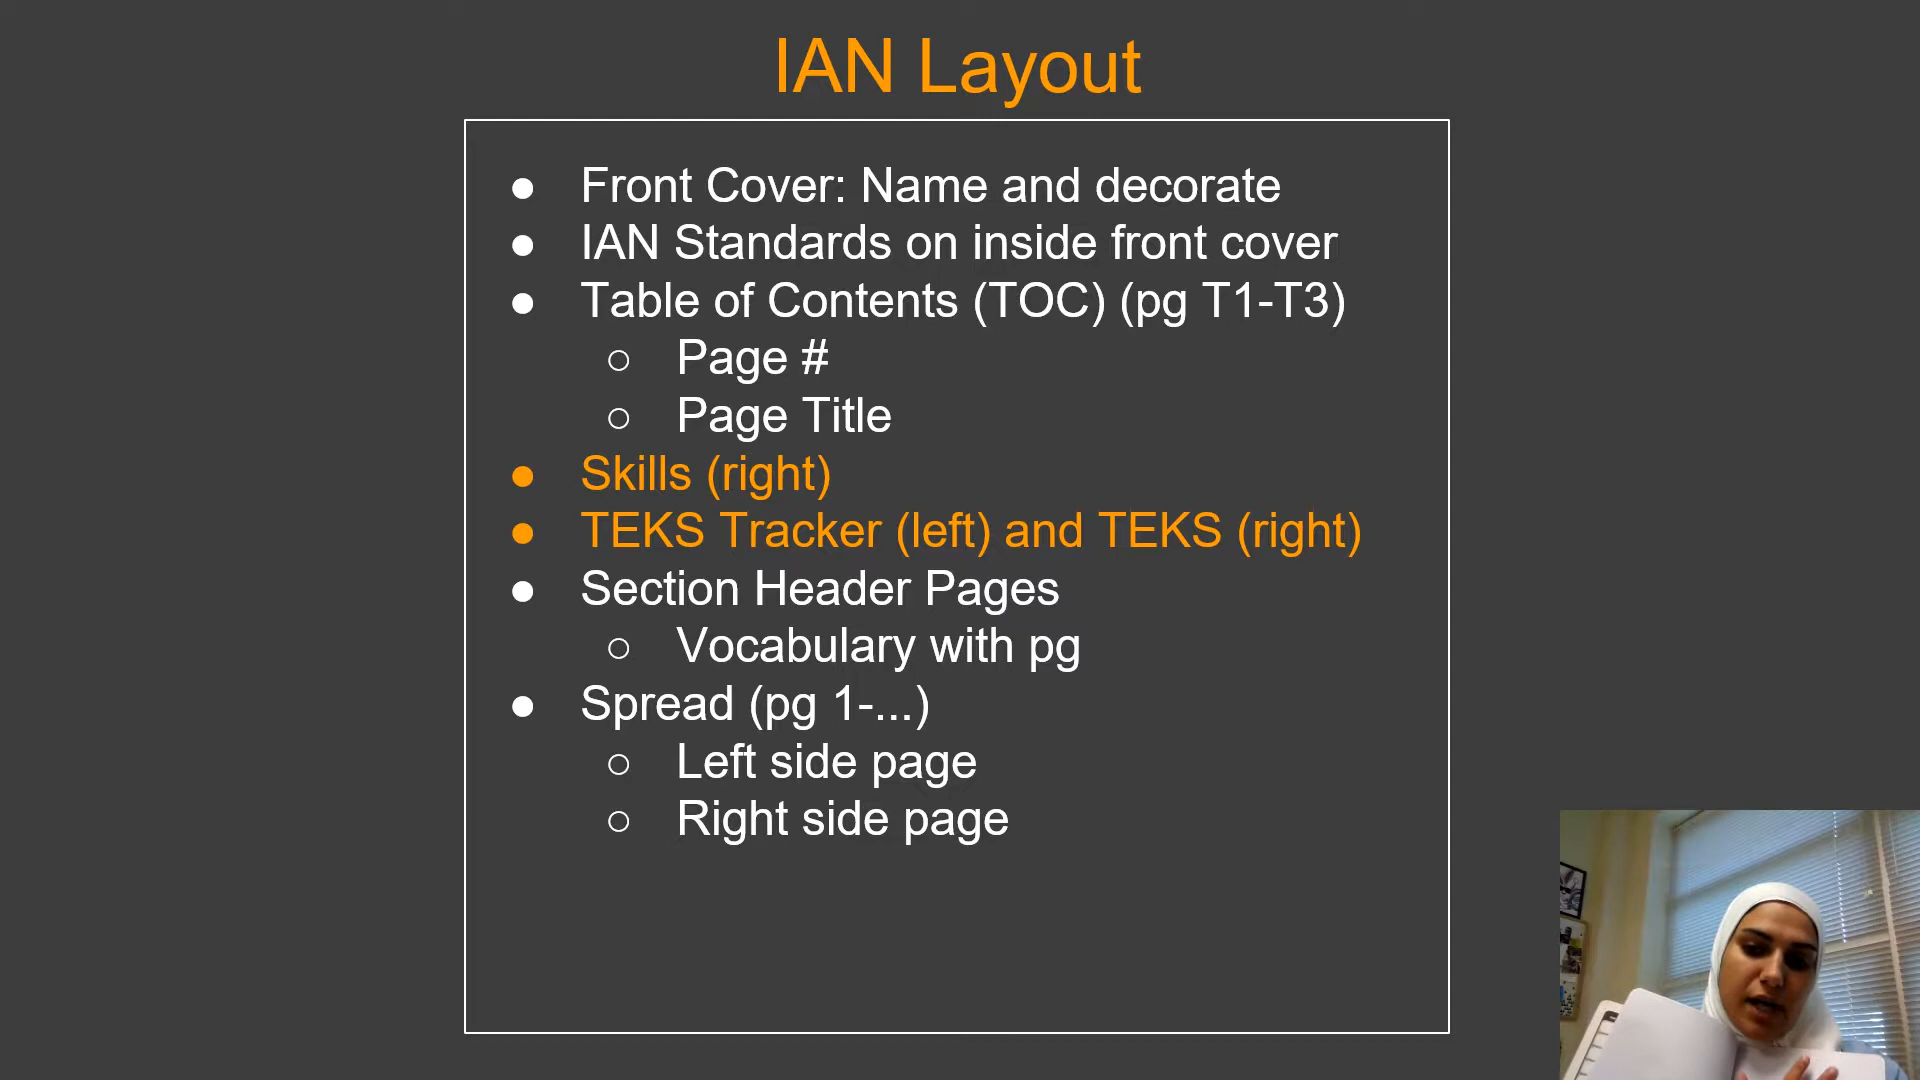 IAN Layout
● Front Cover: Name and decorate
● IAN Standards on inside front cover
● Table of Contents (TOC) (pg T1-T3)
○ Page #
○ Page Title
● Skills (right)
● TEKS Tracker (left) and TEKS (right)
● Section Header Pages
○ Vocabulary with pg
● Spread (pg 1-...)
○ Left side page
○ Right side page